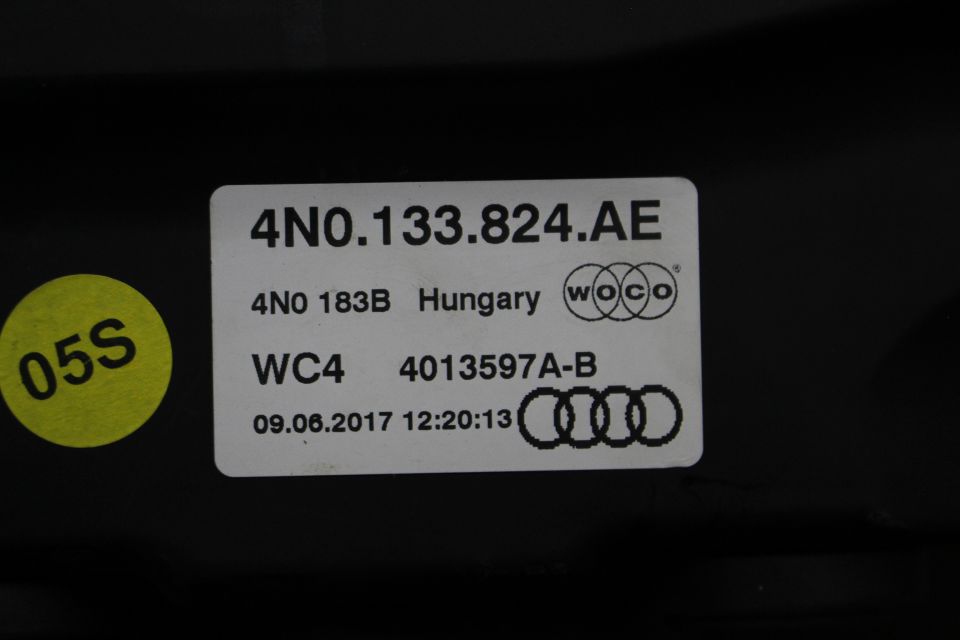 4N0.133.824.AE
4N0 183B Hungary WOCO®
WC4 4013597A-B
09.06.2017 12:20:13
05S